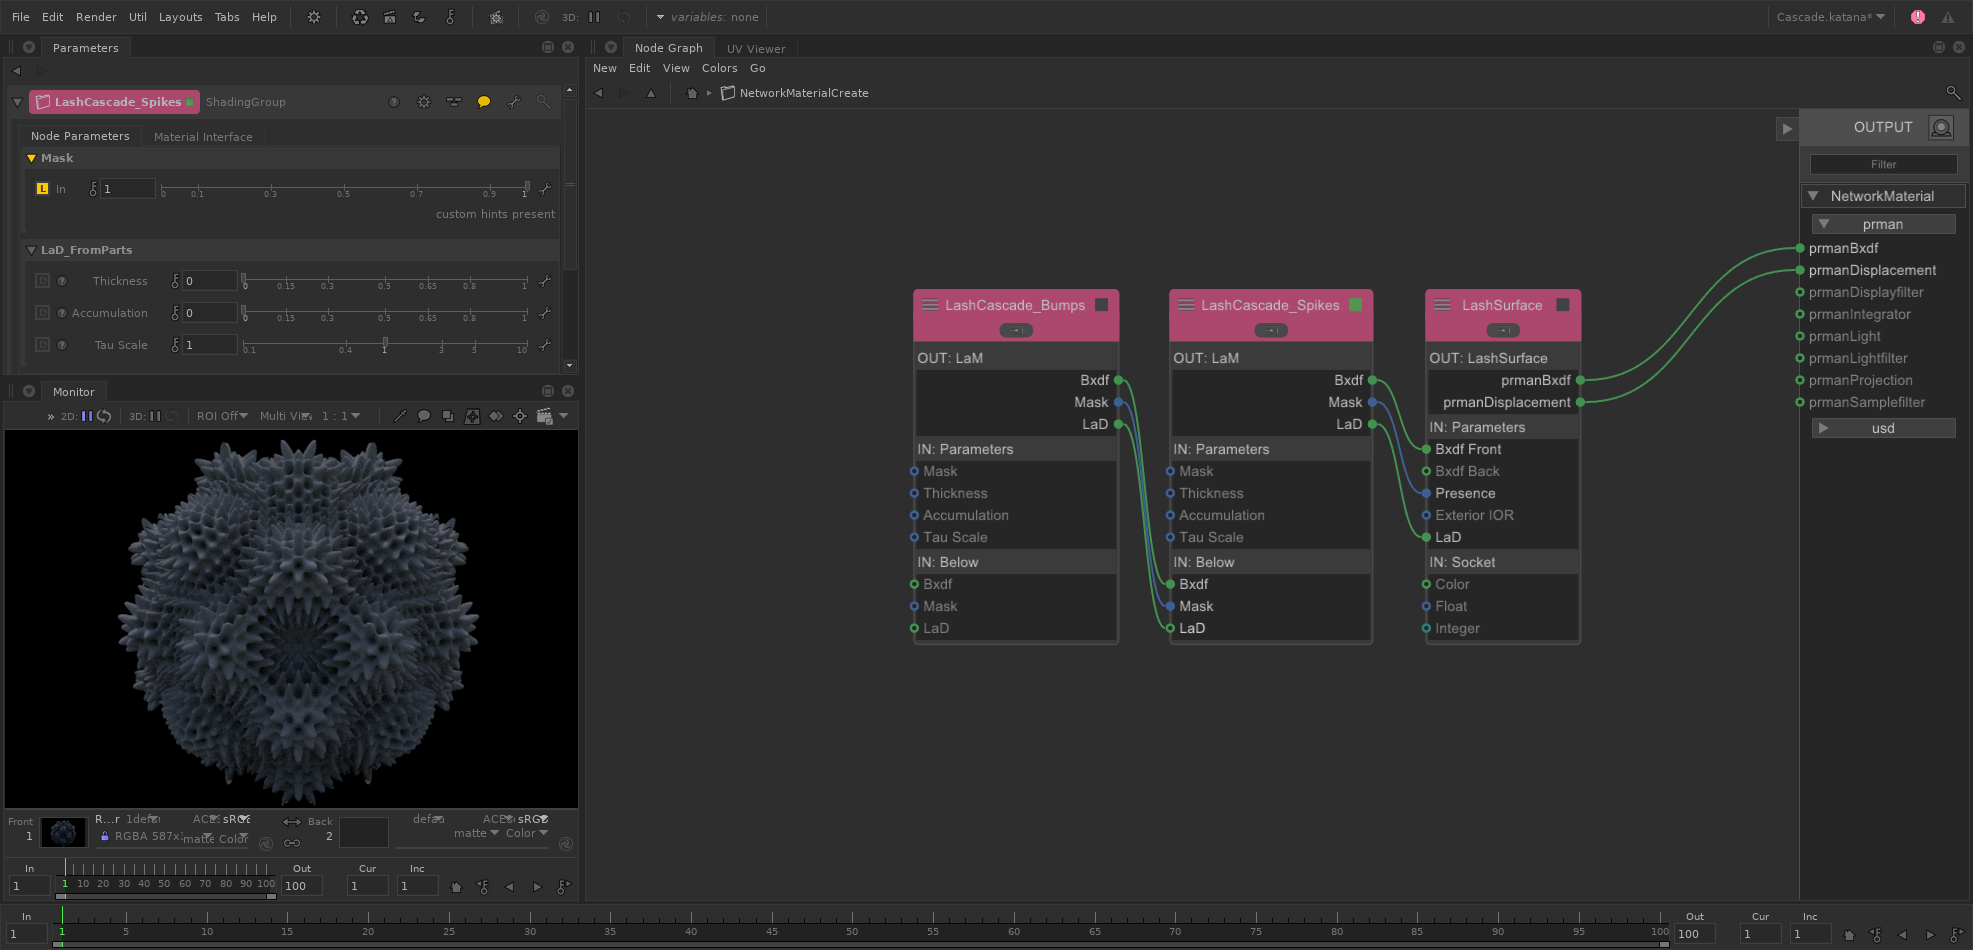 File Edit Render Util Layouts Tabs Help 3D: variables: none Cascade.katana*
Parameters
LashCascade_Spikes ShadingGroup
Node Parameters Material Interface
Mask
L In 1 0 0.1 0.3 0.5 0.7 0.9 1
custom hints present
LaD_FromParts
D Thickness 0 0 0.15 0.3 0.5 0.65 0.8 1
D Accumulation 0 0 0.15 0.3 0.5 0.65 0.8 1
D Tau Scale 1 0.1 0.4 1 3 5 10
Monitor
» 2D: 3D: ROI Off Multi Vie 1 : 1
Front
1
R...r 1def ACE sRG
RGBA 587x matte Color
Back
2
defau ACES sRGB
matte Color
In Out Cur Inc
1 1 10 20 30 40 50 60 70 80 90 100 100 1 1
Node Graph UV Viewer
New Edit View Colors Go
NetworkMaterialCreate
LashCascade_Bumps
OUT: LaM
Bxdf
Mask
LaD
IN: Parameters
Mask
Thickness
Accumulation
Tau Scale
IN: Below
Bxdf
Mask
LaD
LashCascade_Spikes
OUT: LaM
Bxdf
Mask
LaD
IN: Parameters
Mask
Thickness
Accumulation
Tau Scale
IN: Below
Bxdf
Mask
LaD
LashSurface
OUT: LashSurface
prmanBxdf
prmanDisplacement
IN: Parameters
Bxdf Front
Bxdf Back
Presence
Exterior IOR
LaD
IN: Socket
Color
Float
Integer
OUTPUT
Filter
NetworkMaterial
prman
prmanBxdf
prmanDisplacement
prmanDisplayfilter
prmanIntegrator
prmanLight
prmanLightfilter
prmanProjection
prmanSamplefilter
usd
In Out Cur Inc
1 1 5 10 15 20 25 30 35 40 45 50 55 60 65 70 75 80 85 90 95 100 100 1 1